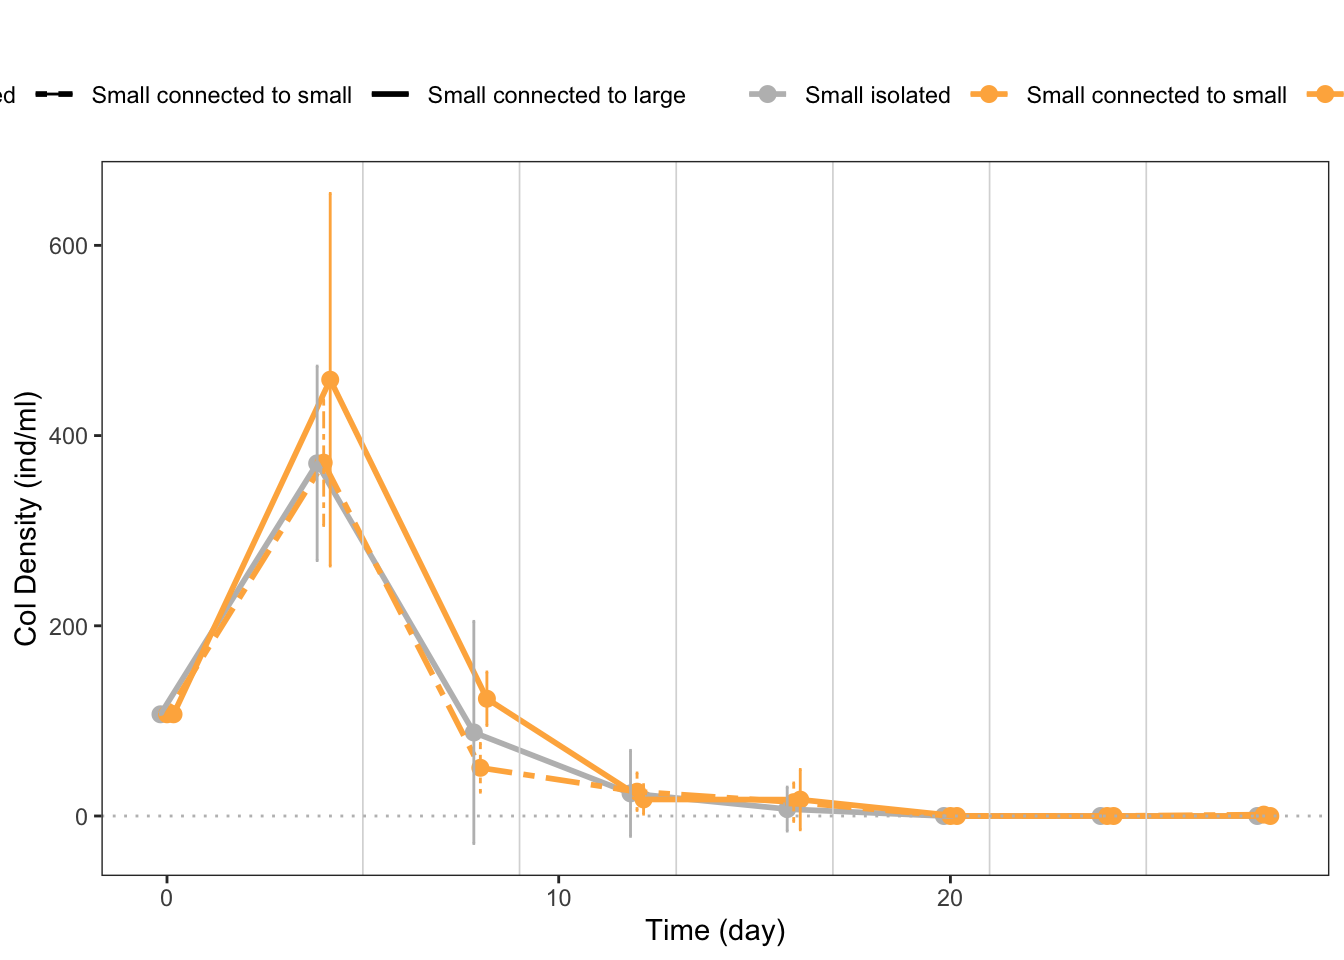 ed Small connected to small Small connected to large Small isolated Small connected to small
600
400
200
0
Col Density (ind/ml)
0 10 20
Time (day)